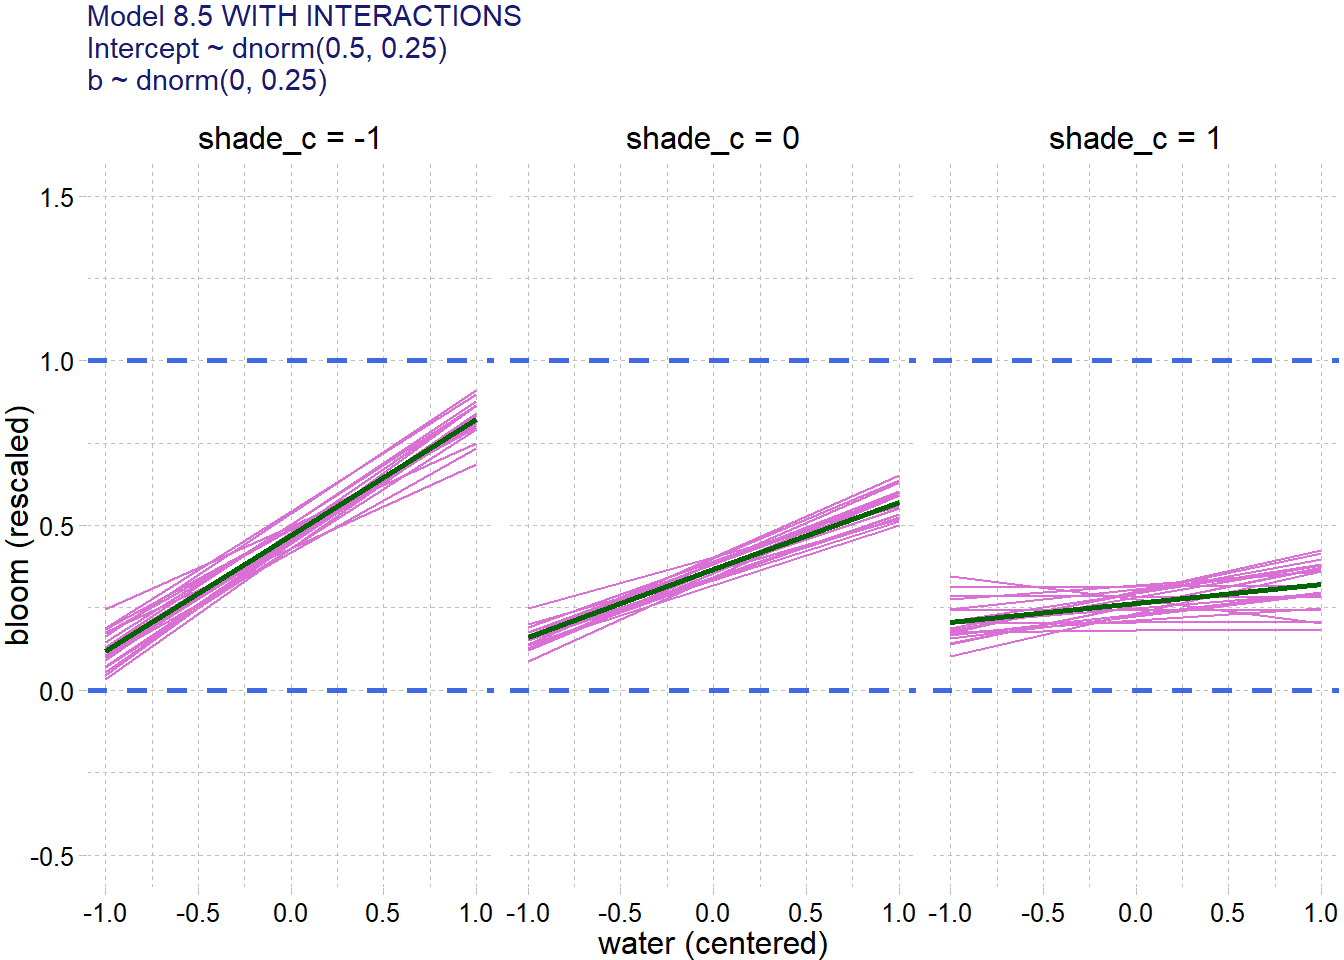 Model 8.5 WITH INTERACTIONS
Intercept ~ dnorm(0.5, 0.25)
b ~ dnorm(0, 0.25)
shade_c = -1
shade_c = 0
shade_c = 1
1.5
1.0
0.5
0.0
-0.5
bloom (rescaled)
-1.0 -0.5 0.0 0.5 1.0
-1.0 -0.5 0.0 0.5 1.0
-1.0 -0.5 0.0 0.5 1.0
water (centered)